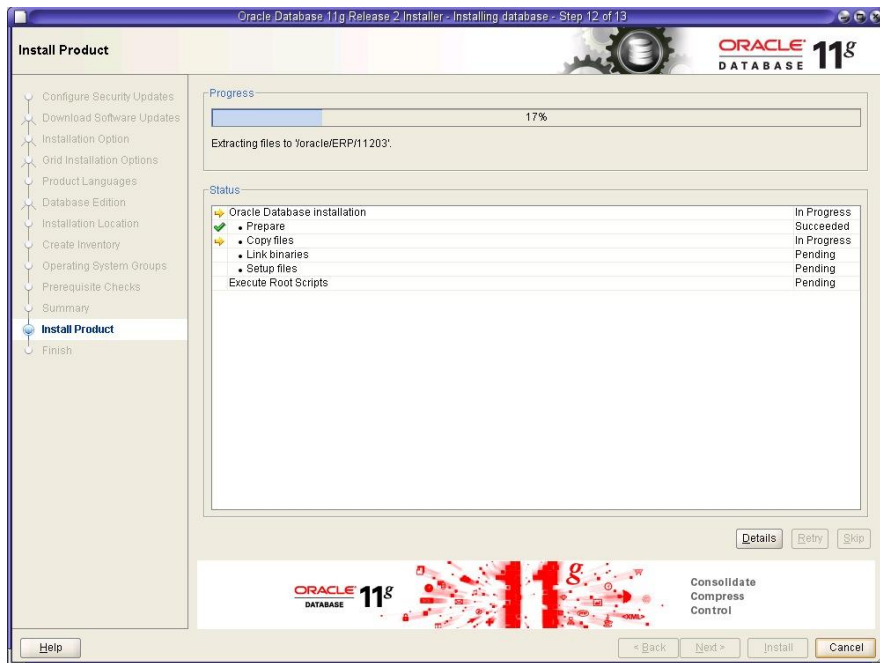 Oracle Database 11g Release 2 Installer - Installing database - Step 12 of 13
Install Product
ORACLE
DATABASE 11g
Configure Security Updates
Download Software Updates
Installation Option
Grid Installation Options
Product Languages
Database Edition
Installation Location
Create Inventory
Operating System Groups
Prerequisite Checks
Summary
Install Product
Finish
Progress
17%
Extracting files to '/oracle/ERP/11203'.
Status
Oracle Database installation In Progress
• Prepare Succeeded
• Copy files In Progress
• Link binaries Pending
• Setup files Pending
Execute Root Scripts Pending
Details Retry Skip
ORACLE
DATABASE 11g
11g
<XML>
Consolidate
Compress
Control
Help < Back Next > Install Cancel